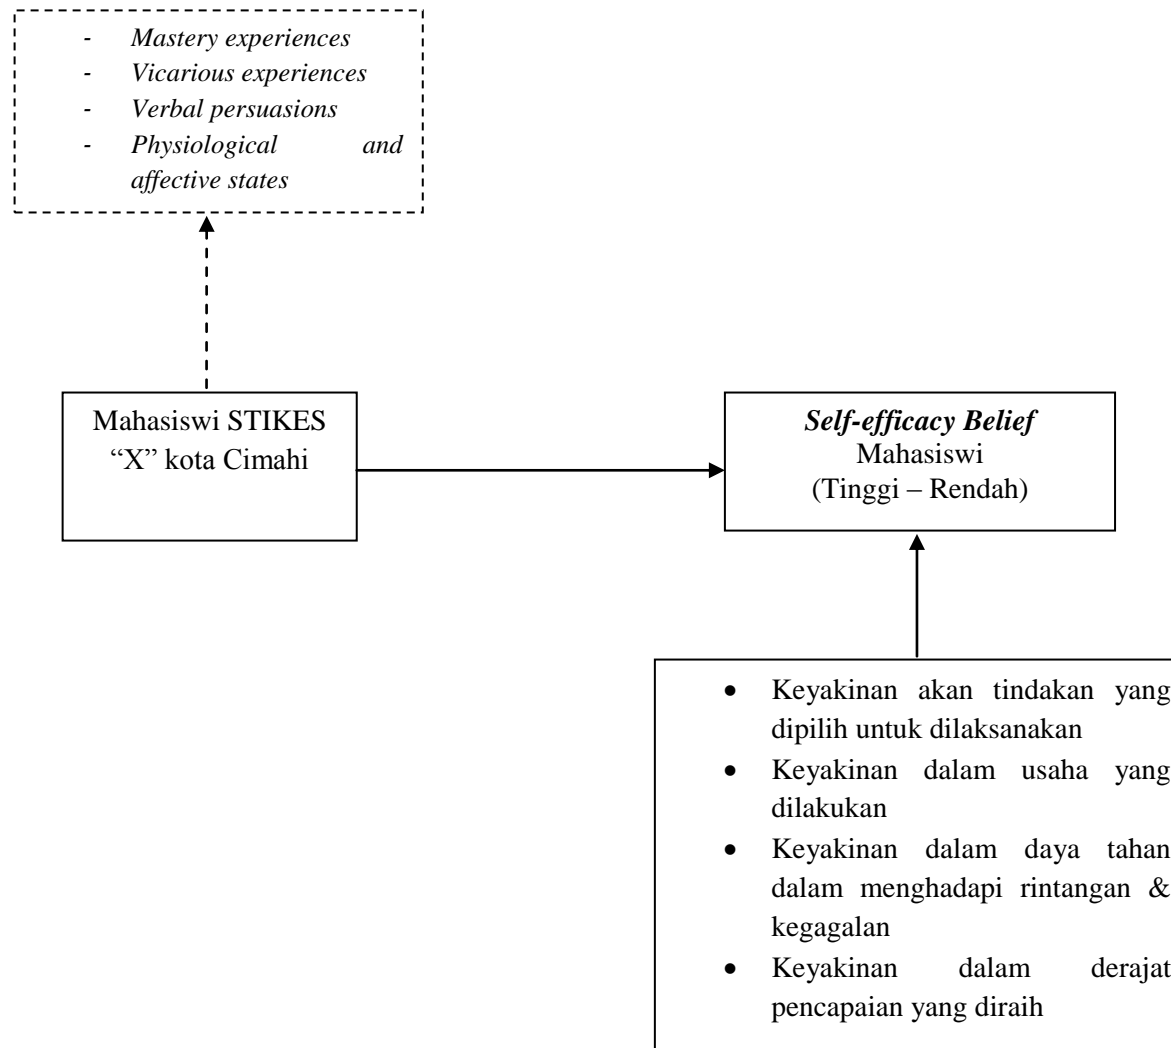 - Mastery experiences
- Vicarious experiences
- Verbal persuasions
- Physiological and
affective states
Mahasiswi STIKES
“X” kota Cimahi
Self-efficacy Belief
Mahasiswi
(Tinggi – Rendah)
• Keyakinan akan tindakan yang
dipilih untuk dilaksanakan
• Keyakinan dalam usaha yang
dilakukan
• Keyakinan dalam daya tahan
dalam menghadapi rintangan &
kegagalan
• Keyakinan dalam derajat
pencapaian yang diraih